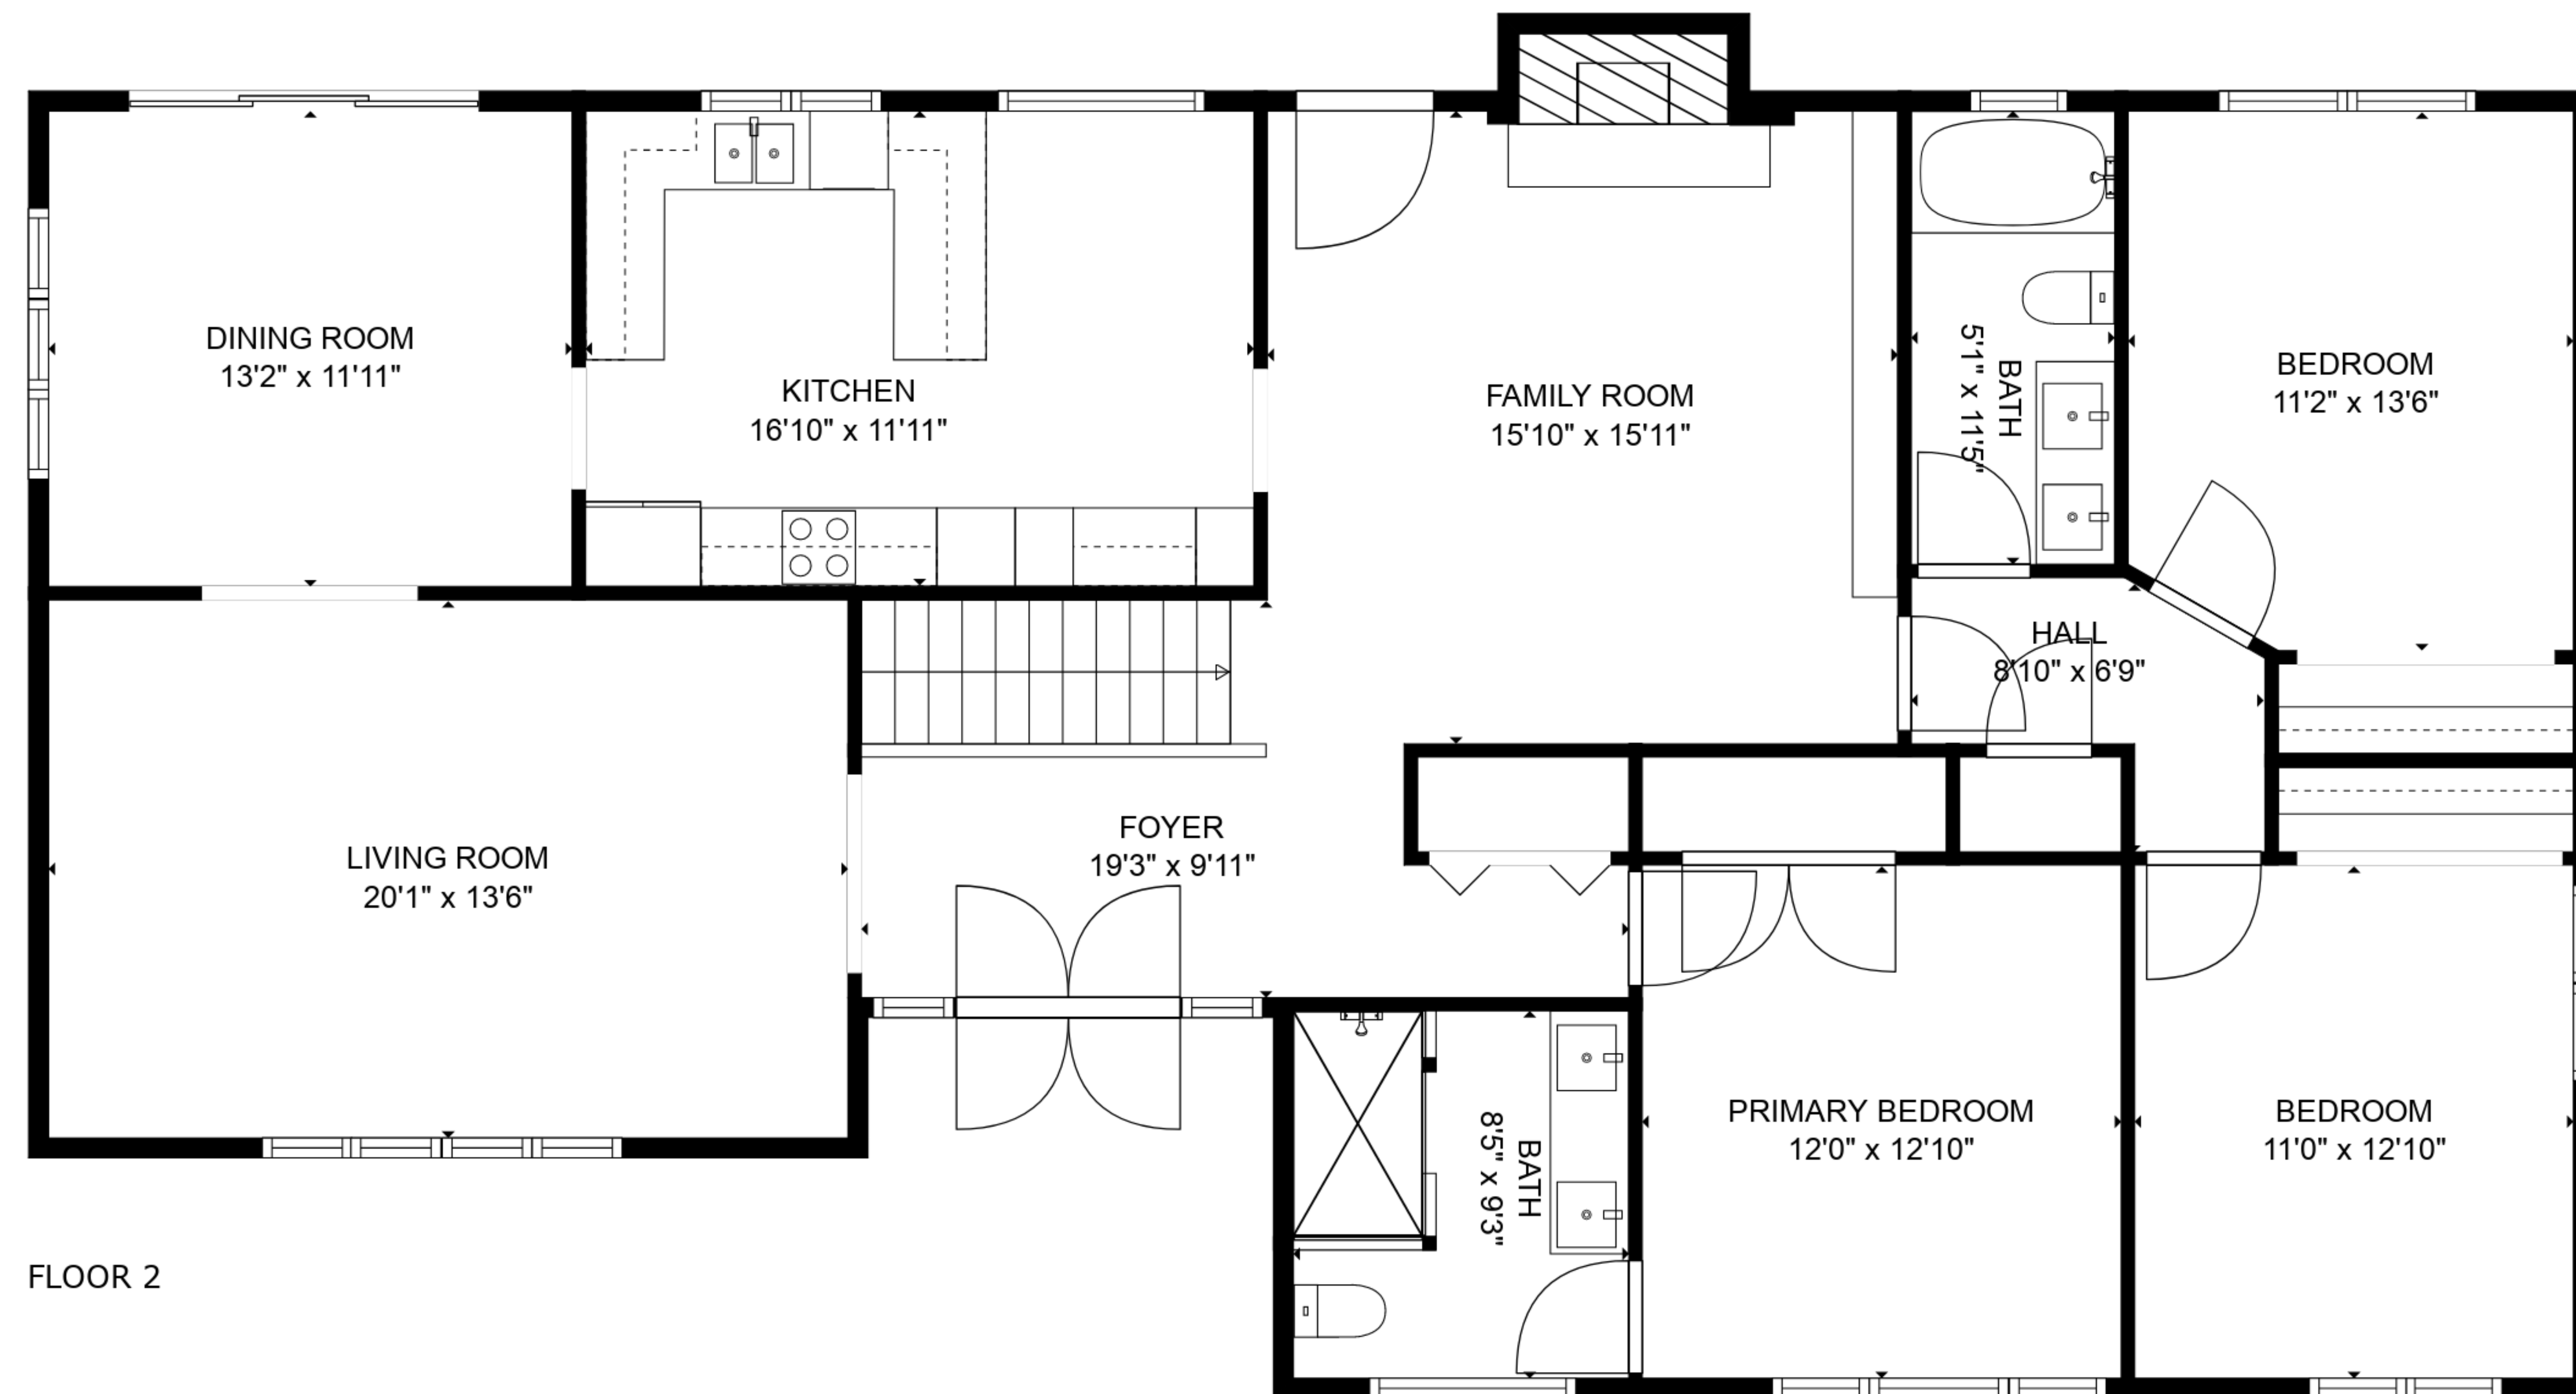 DINING ROOM
13'2" x 11'11"
KITCHEN
16'10" x 11'11"
FAMILY ROOM
15'10" x 15'11"
BATH
5'1" x 11'5"
BEDROOM
11'2" x 13'6"
HALL
8'10" x 6'9"
LIVING ROOM
20'1" x 13'6"
FOYER
19'3" x 9'11"
BATH
8'5" x 9'3"
PRIMARY BEDROOM
12'0" x 12'10"
BEDROOM
11'0" x 12'10"
FLOOR 2